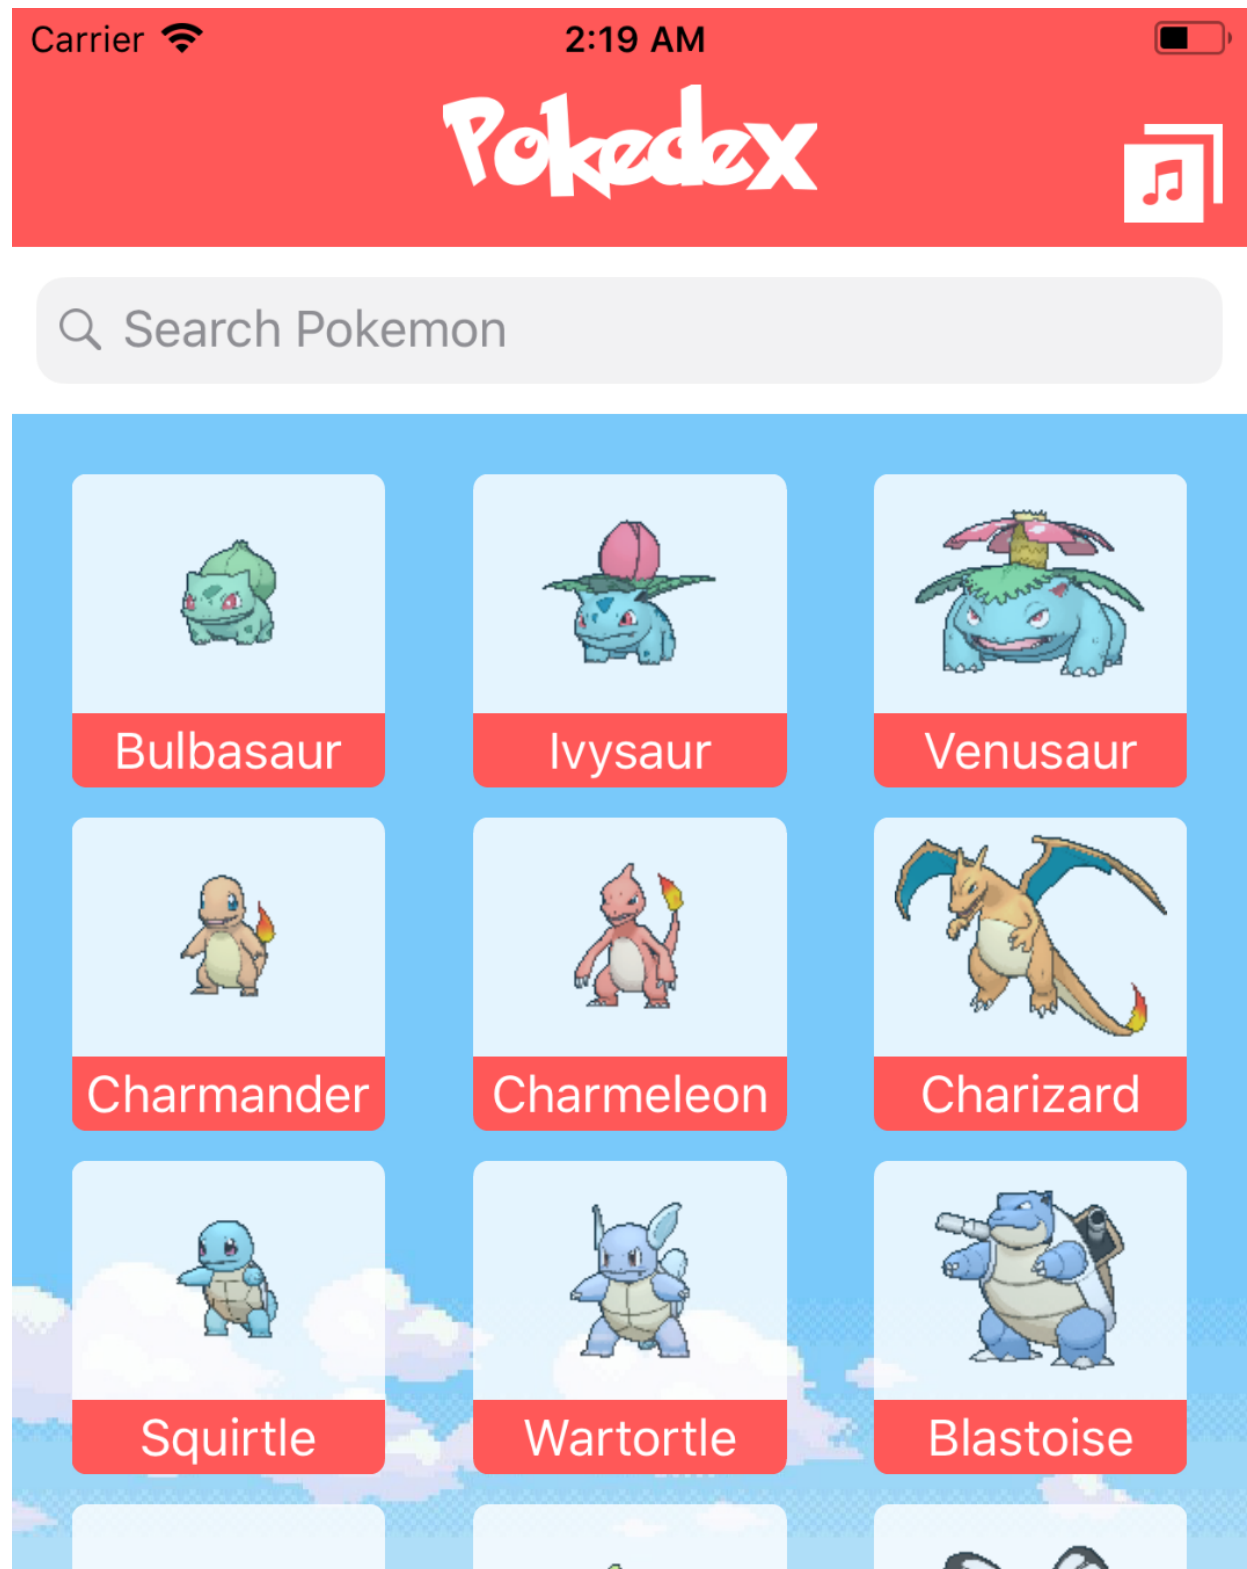 Carrier 2:19 AM
Pokedex
Search Pokemon
Bulbasaur Ivysaur Venusaur
Charmander Charmeleon Charizard
Squirtle Wartortle Blastoise